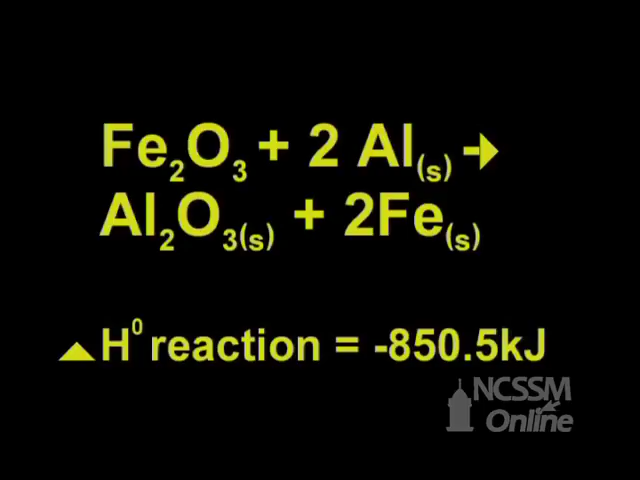 Fe₂O₃ + 2 Al₍ₛ₎ →
Al₂O₃₍ₛ₎ + 2Fe₍ₛ₎
▲H⁰ reaction = -850.5kJ
NCSSM
Online